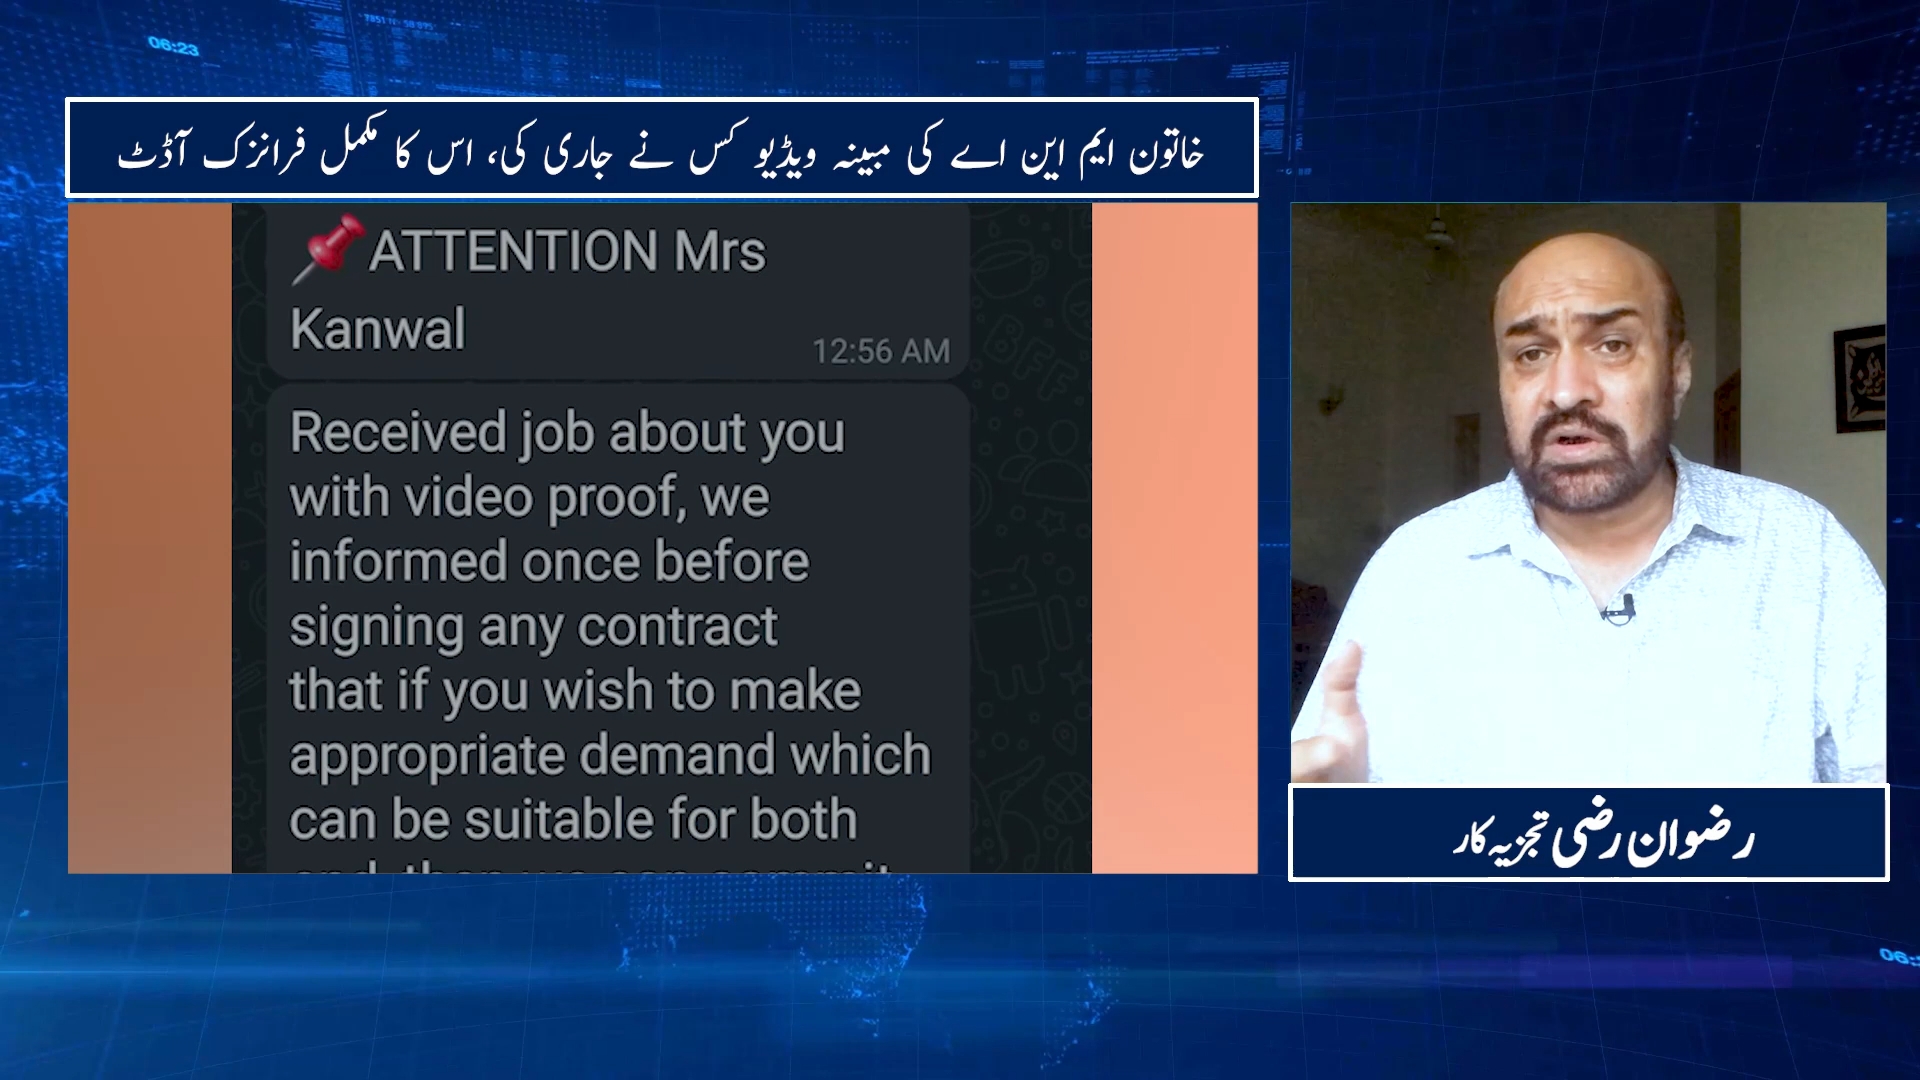 06:23
خاتون ایم این اے کی مبینہ ویڈیو کس نے جاری کی، اس کا مکمل فرانزک آڈٹ
📌ATTENTION Mrs
Kanwal
12:56 AM
Received job about you
with video proof, we
informed once before
signing any contract
that if you wish to make
appropriate demand which
can be suitable for both
رضوان رضی تجزیہ کار